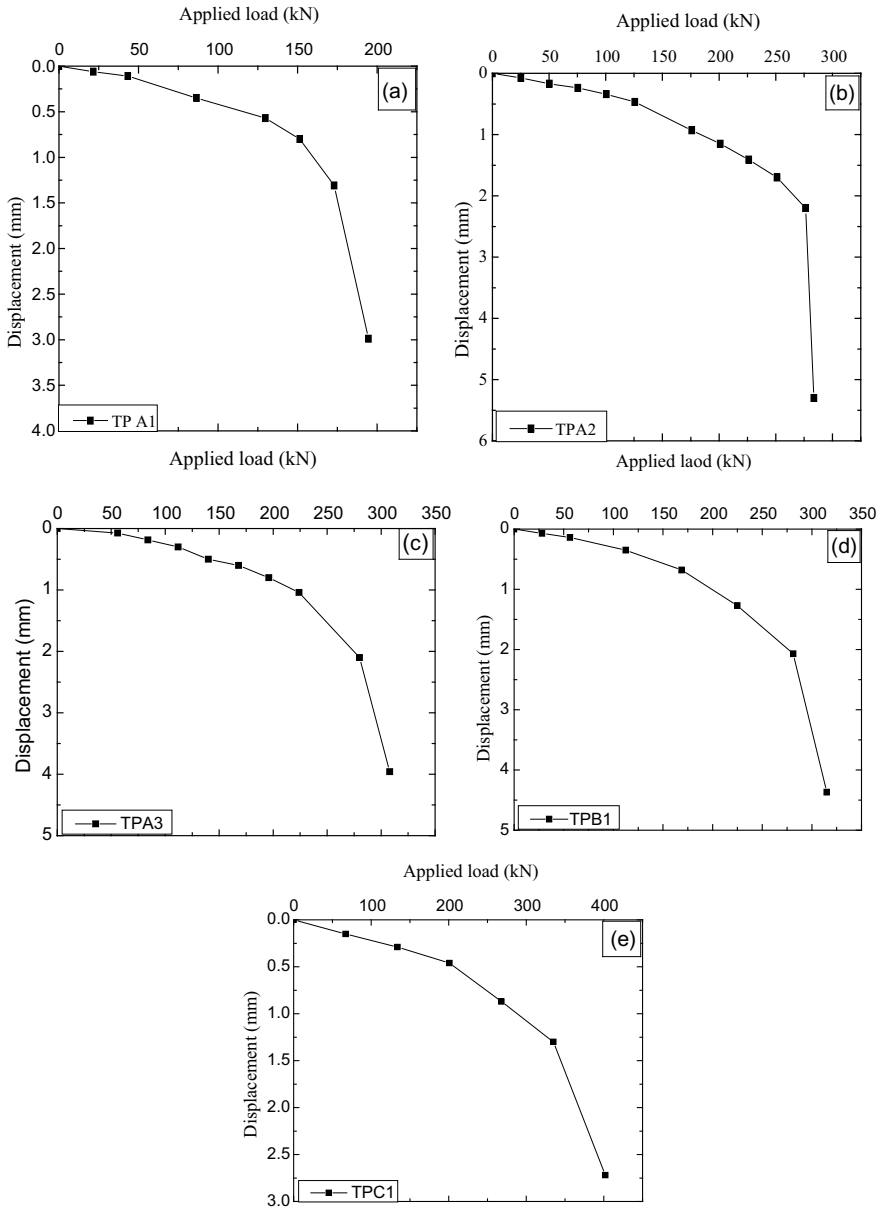 Applied load (kN)
0 50 100 150 200
0.0
0.5
1.0
1.5
2.0
2.5
3.0
3.5
4.0
Displacement (mm)
(a)
TP A1
Applied load (kN)
0 50 100 150 200 250 300
0
1
2
3
4
5
6
Displacement (mm)
(b)
TPA2
Applied load (kN)
0 50 100 150 200 250 300 350
0
1
2
3
4
5
Displacement (mm)
(c)
TPA3
Applied laod (kN)
0 50 100 150 200 250 300 350
0
1
2
3
4
5
Displacement (mm)
(d)
TPB1
Applied load (kN)
0 100 200 300 400
0.0
0.5
1.0
1.5
2.0
2.5
3.0
Displacement (mm)
(e)
TPC1